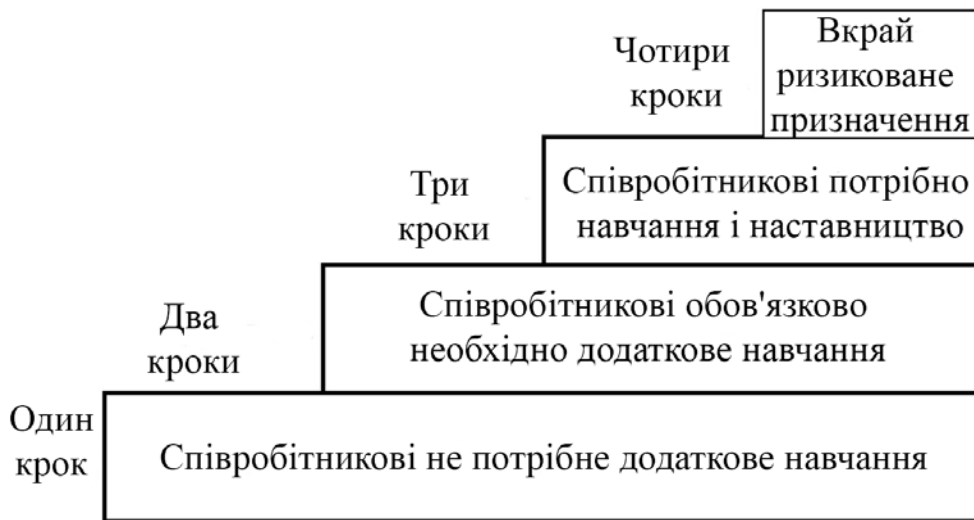 Чотири
кроки
Вкрай
ризиковане
призначення
Три
кроки
Співробітникові потрібно
навчання і наставництво
Два
кроки
Співробітникові обов'язково
необхідно додаткове навчання
Один
крок
Співробітникові не потрібне додаткове навчання